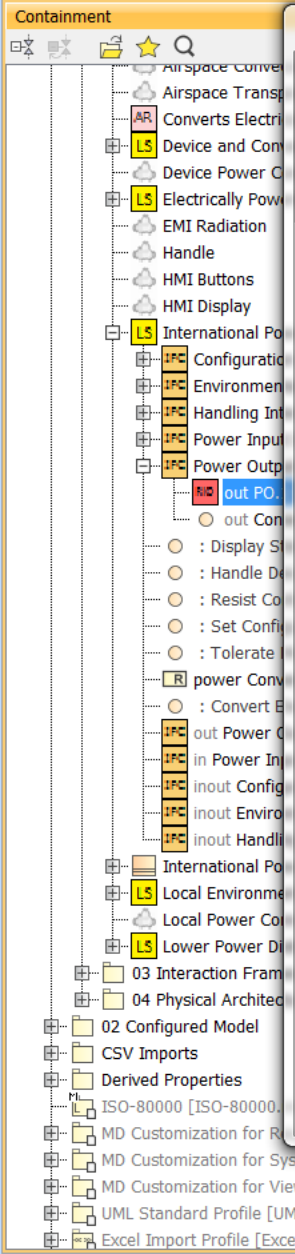 Containment
Airspace Conve
Airspace Transp
AR Converts Electri
LS Device and Con
Device Power C
LS Electrically Pow
EMI Radiation
Handle
HMI Buttons
HMI Display
LS International Po
IFC Configuratio
IFC Environmen
IFC Handling Int
IFC Power Input
IFC Power Outp
out PO.
out Con
: Display S
: Handle De
: Resist Co
: Set Config
: Tolerate
R power Conv
: Convert E
IFC out Power C
IFC in Power Inp
IFC inout Config
IFC inout Enviro
IFC inout Handli
International Po
LS Local Environme
Local Power Co
LS Lower Power Di
03 Interaction Fram
04 Physical Architec
02 Configured Model
CSV Imports
Derived Properties
ISO-80000 [ISO-80000.
MD Customization for R
MD Customization for Sys
MD Customization for Vie
UML Standard Profile [UM
Excel Import Profile [Exce